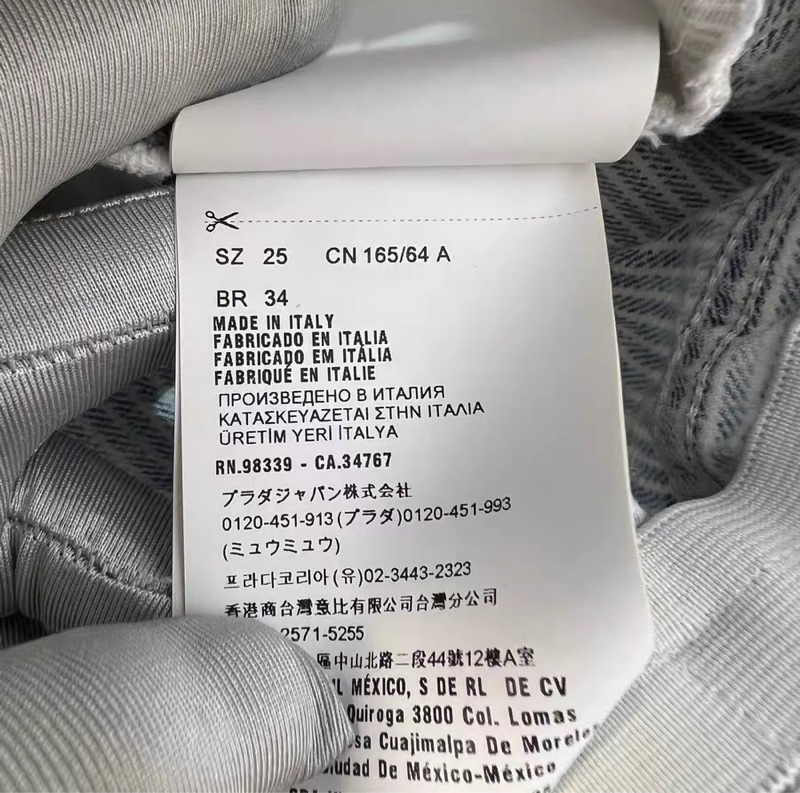 SZ 25 CN 165/64 A
BR 34
MADE IN ITALY
FABRICADO EN ITALIA
FABRICADO EM ITÁLIA
FABRIQUÉ EN ITALIE
ПРОИЗВЕДЕНО В ИТАЛИЯ
ΚΑΤΑΣΚΕΥΑΖΕΤΑΙ ΣΤΗΝ ΙΤΑΛΙΑ
ÜRETİM YERİ İTALYA
RN.98339 - CA.34767
プラダジャパン株式会社
0120-451-913(プラダ)0120-451-993
(ミュウミュウ)
프라다코리아(유)02-3443-2323
香港商台灣意比有限公司台灣分公司
2571-5255
區中山北路二段44號12樓A室
MÉXICO, S DE RL DE CV
Quiroga 3800 Col. Lomas
Cuajimalpa De Morelos
De México-México